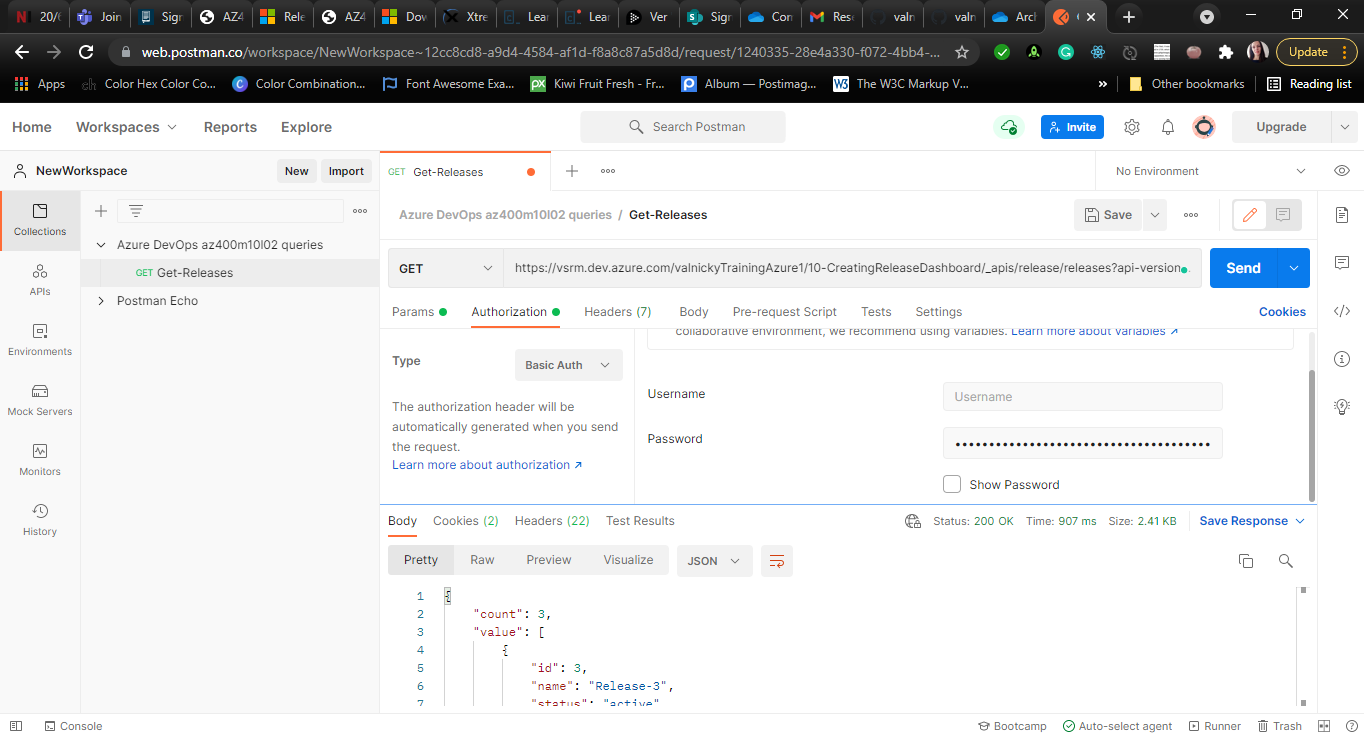 20/6
Join
Sign
AZ4
Rele
AZ4
Dov
Xtre
Lear
Lear
Ver
Sign
Con
Reso
valn
valn
Arch
web.postman.co/workspace/NewWorkspace~12cc8cd8-a9d4-4584-af1d-f8a8c87a5d8d/request/1240335-28e4a330-f072-4bb4-...
Update
Apps
Color Hex Color Co...
Color Combination...
Font Awesome Exa...
Kiwi Fruit Fresh - Fr...
Album — Postimag...
The W3C Markup V...
»
Other bookmarks
Reading list
Home
Workspaces
Reports
Explore
Search Postman
Invite
Upgrade
NewWorkspace
New
Import
GET Get-Releases
No Environment
Collections
APIs
Environments
Mock Servers
Monitors
History
Azure DevOps az400m10l02 queries
GET Get-Releases
Postman Echo
Azure DevOps az400m10l02 queries / Get-Releases
Save
GET
https://vsrm.dev.azure.com/valnickyTrainingAzure1/10-CreatingReleaseDashboard/_apis/release/releases?api-version
Send
Params
Authorization
Headers (7)
Body
Pre-request Script
Tests
Settings
Cookies
collaborative environment, we recommend using variables. Learn more about variables ↗
Type
Basic Auth
The authorization header will be
automatically generated when you send
the request.
Learn more about authorization ↗
Username
Username
Password
Show Password
Body
Cookies (2)
Headers (22)
Test Results
Status: 200 OK
Time: 907 ms
Size: 2.41 KB
Save Response
Pretty
Raw
Preview
Visualize
JSON
1 {
2 "count": 3,
3 "value": [
4 {
5 "id": 3,
6 "name": "Release-3",
7 "status": "active"
Console
Bootcamp
Auto-select agent
Runner
Trash